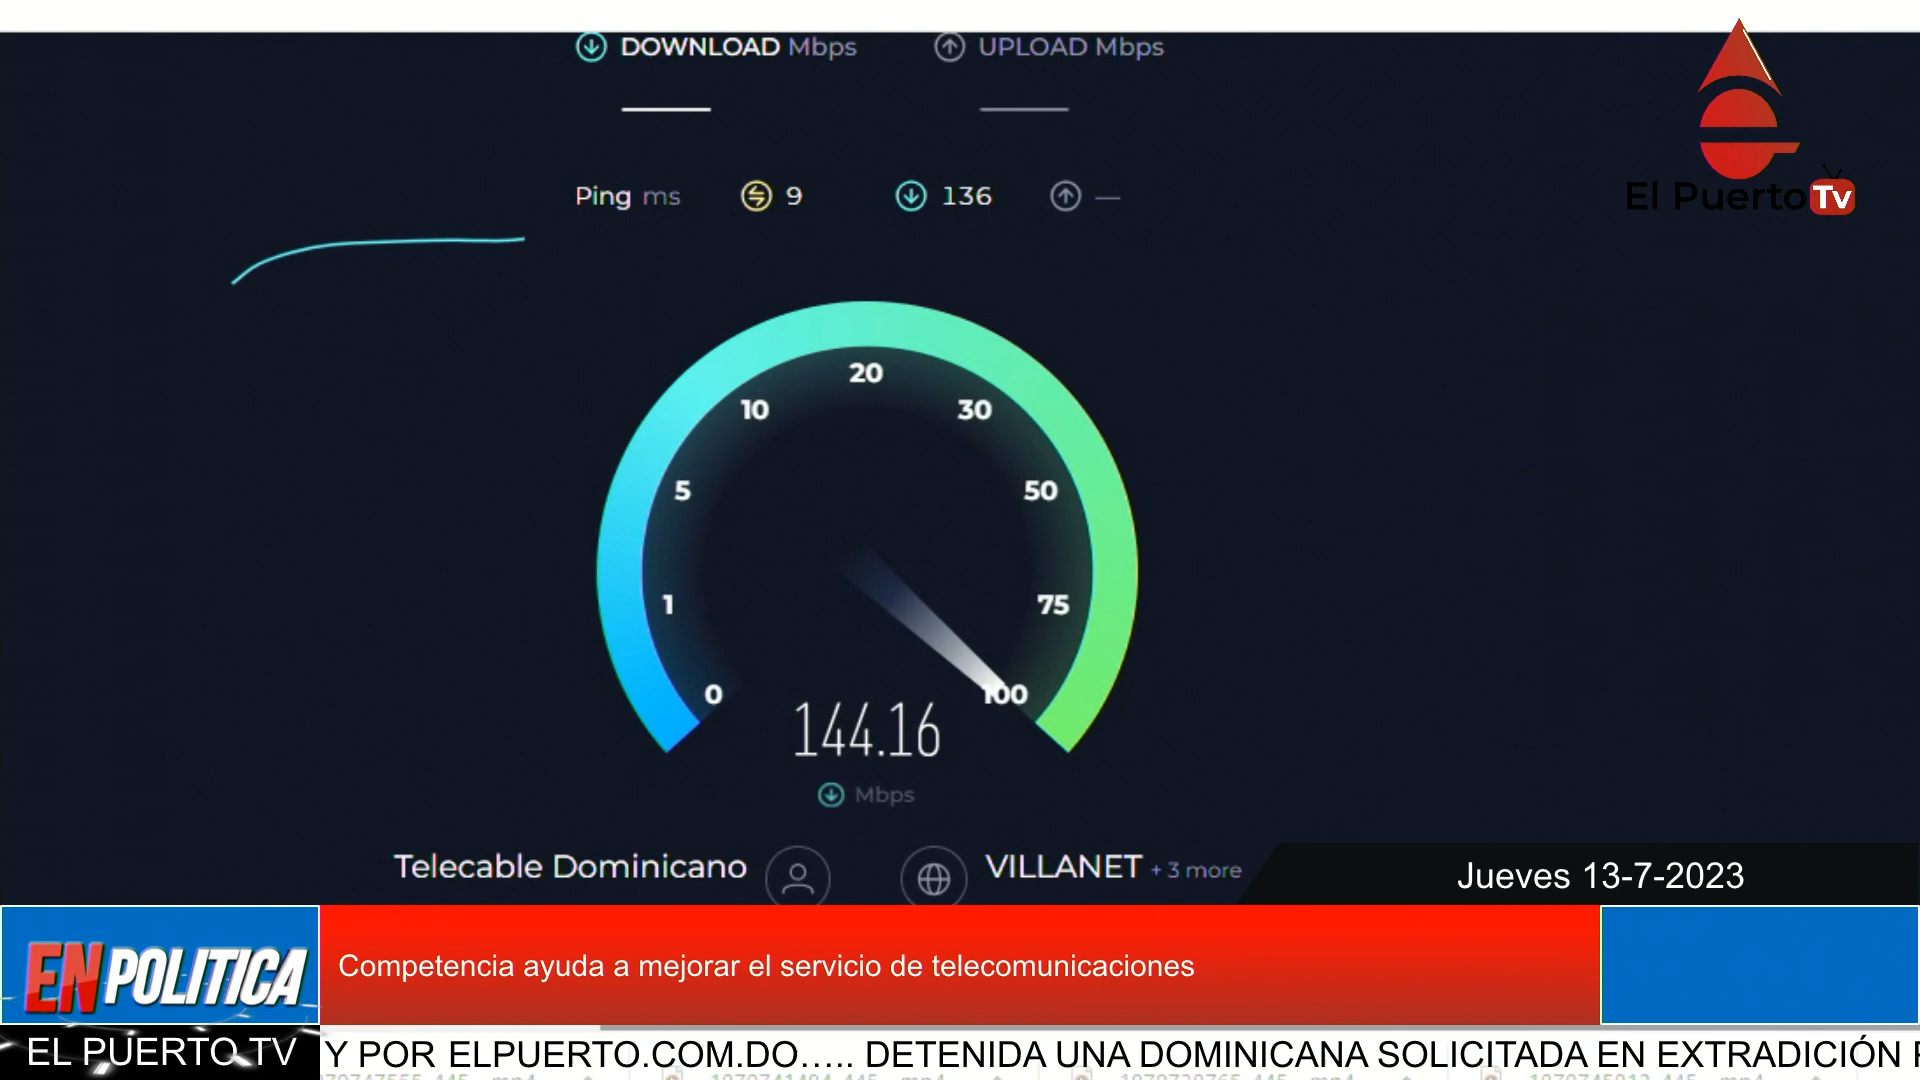 DOWNLOAD Mbps
UPLOAD Mbps
Ping ms 9 136 —
El Puerto Tv
20
10
30
5
50
1
75
0
100
144.16
Mbps
Telecable Dominicano
VILLANET + 3 more
Jueves 13-7-2023
EN POLITICA
Competencia ayuda a mejorar el servicio de telecomunicaciones
EL PUERTO TV
Y POR ELPUERTO.COM.DO..... DETENIDA UNA DOMINICANA SOLICITADA EN EXTRADICIÓN